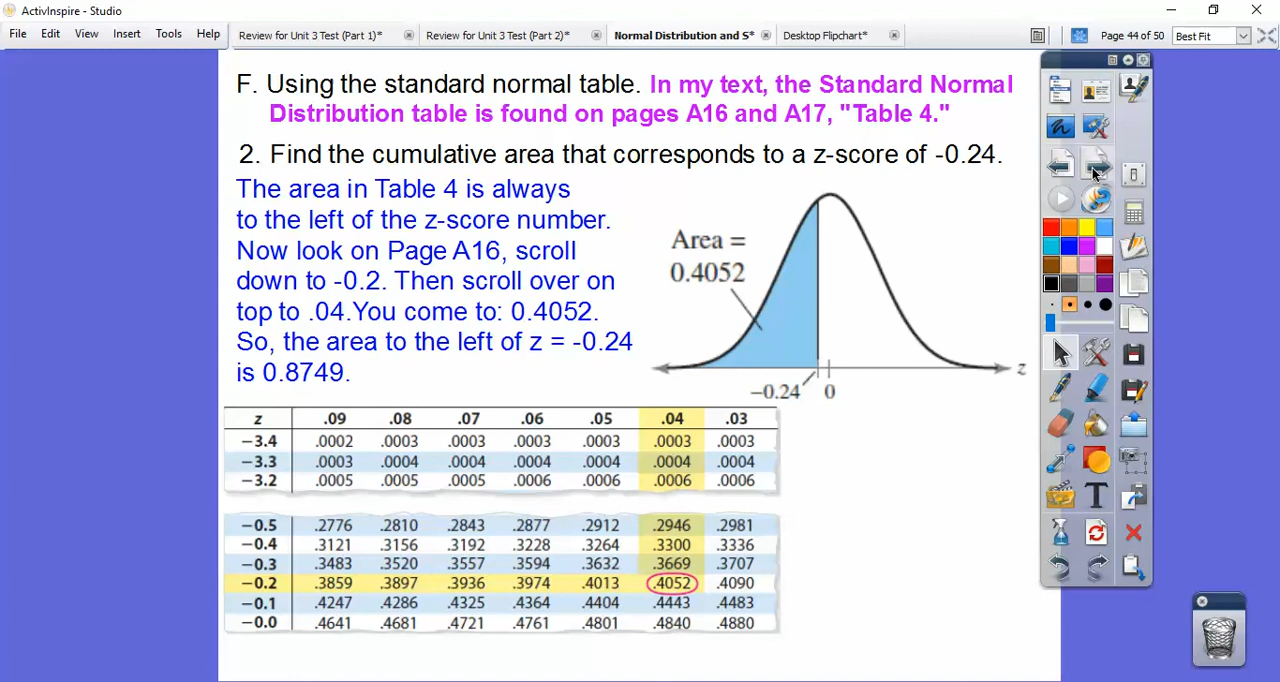 ActivInspire - Studio
File Edit View Insert Tools Help
Review for Unit 3 Test (Part 1)* Review for Unit 3 Test (Part 2)* Normal Distribution and S* Desktop Flipchart*
Page 44 of 50 Best Fit
F. Using the standard normal table. In my text, the Standard Normal
Distribution table is found on pages A16 and A17, "Table 4."
2. Find the cumulative area that corresponds to a z-score of -0.24.
The area in Table 4 is always
to the left of the z-score number.
Now look on Page A16, scroll
down to -0.2. Then scroll over on
top to .04.You come to: 0.4052.
So, the area to the left of z = -0.24
is 0.8749.
Area =
0.4052
−0.24 0 z
z .09 .08 .07 .06 .05 .04 .03
−3.4 .0002 .0003 .0003 .0003 .0003 .0003 .0003
−3.3 .0003 .0004 .0004 .0004 .0004 .0004 .0004
−3.2 .0005 .0005 .0005 .0006 .0006 .0006 .0006
−0.5 .2776 .2810 .2843 .2877 .2912 .2946 .2981
−0.4 .3121 .3156 .3192 .3228 .3264 .3300 .3336
−0.3 .3483 .3520 .3557 .3594 .3632 .3669 .3707
−0.2 .3859 .3897 .3936 .3974 .4013 .4052 .4090
−0.1 .4247 .4286 .4325 .4364 .4404 .4443 .4483
−0.0 .4641 .4681 .4721 .4761 .4801 .4840 .4880
T